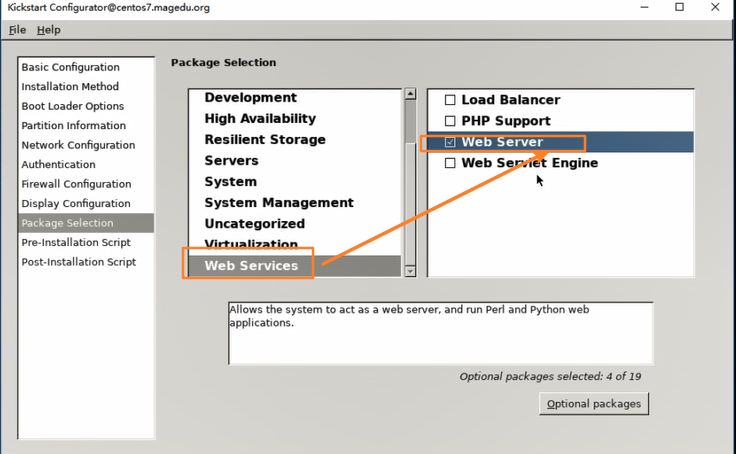 Kickstart Configurator@centos7.magedu.org
File Help
Basic Configuration
Installation Method
Boot Loader Options
Partition Information
Network Configuration
Authentication
Firewall Configuration
Display Configuration
Package Selection
Pre-Installation Script
Post-Installation Script
Package Selection
Development
High Availability
Resilient Storage
Servers
System
System Management
Uncategorized
Virtualization
Web Services
Load Balancer
PHP Support
Web Server
Web Servlet Engine
Allows the system to act as a web server, and run Perl and Python web
applications.
Optional packages selected: 4 of 19
Optional packages